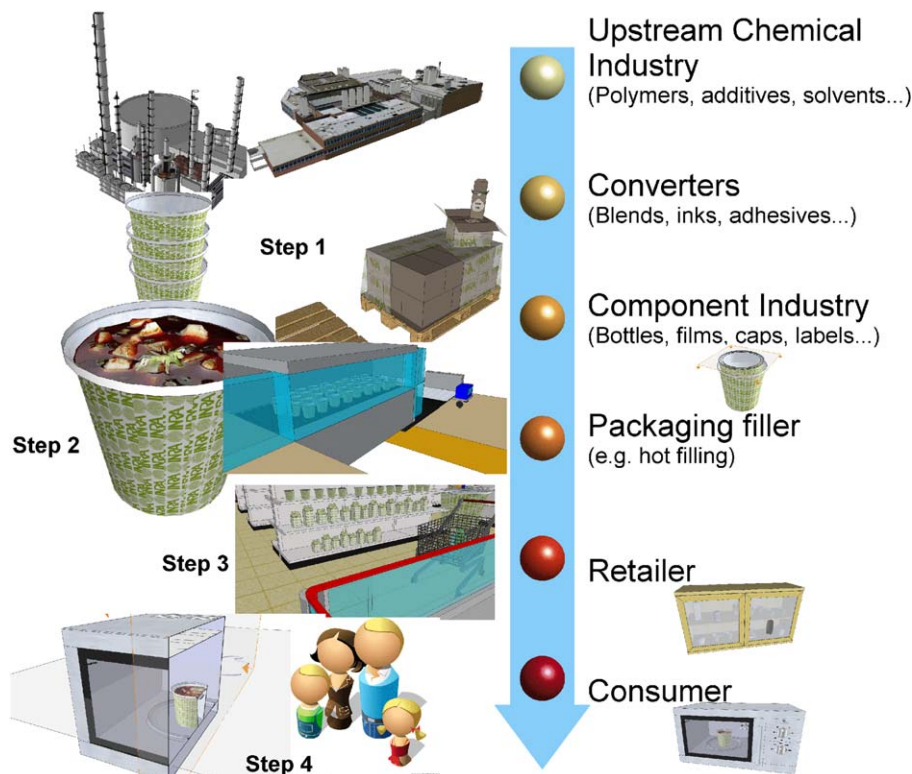 Upstream Chemical
Industry
(Polymers, additives, solvents...)
Converters
(Blends, inks, adhesives...)
Step 1
Component Industry
(Bottles, films, caps, labels...)
Step 2
Packaging filler
(e.g. hot filling)
Step 3
Retailer
Consumer
Step 4